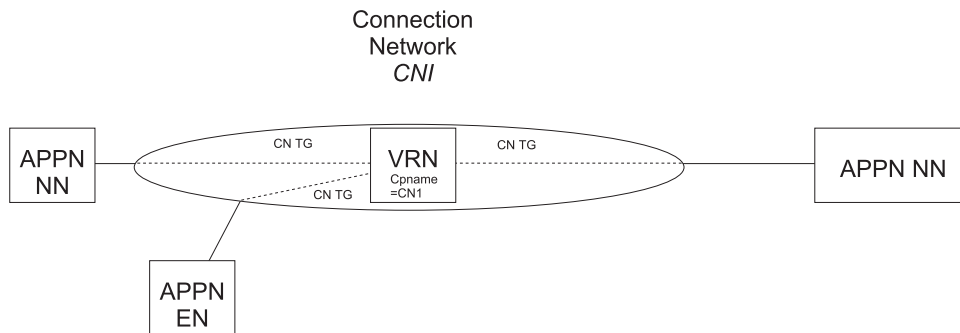 Connection
Network
CNI
CN TG
CN TG
APPN
NN
VRN
Cpname
=CN1
APPN NN
CN TG
APPN
EN